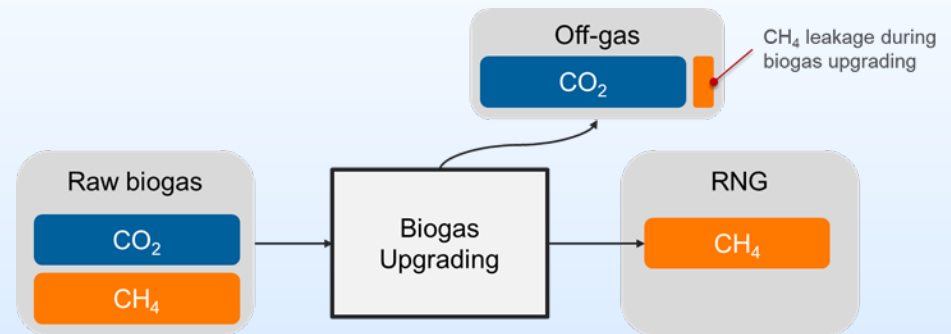 Off-gas
CO₂
CH₄ leakage during
biogas upgrading
Raw biogas
CO₂
CH₄
Biogas
Upgrading
RNG
CH₄